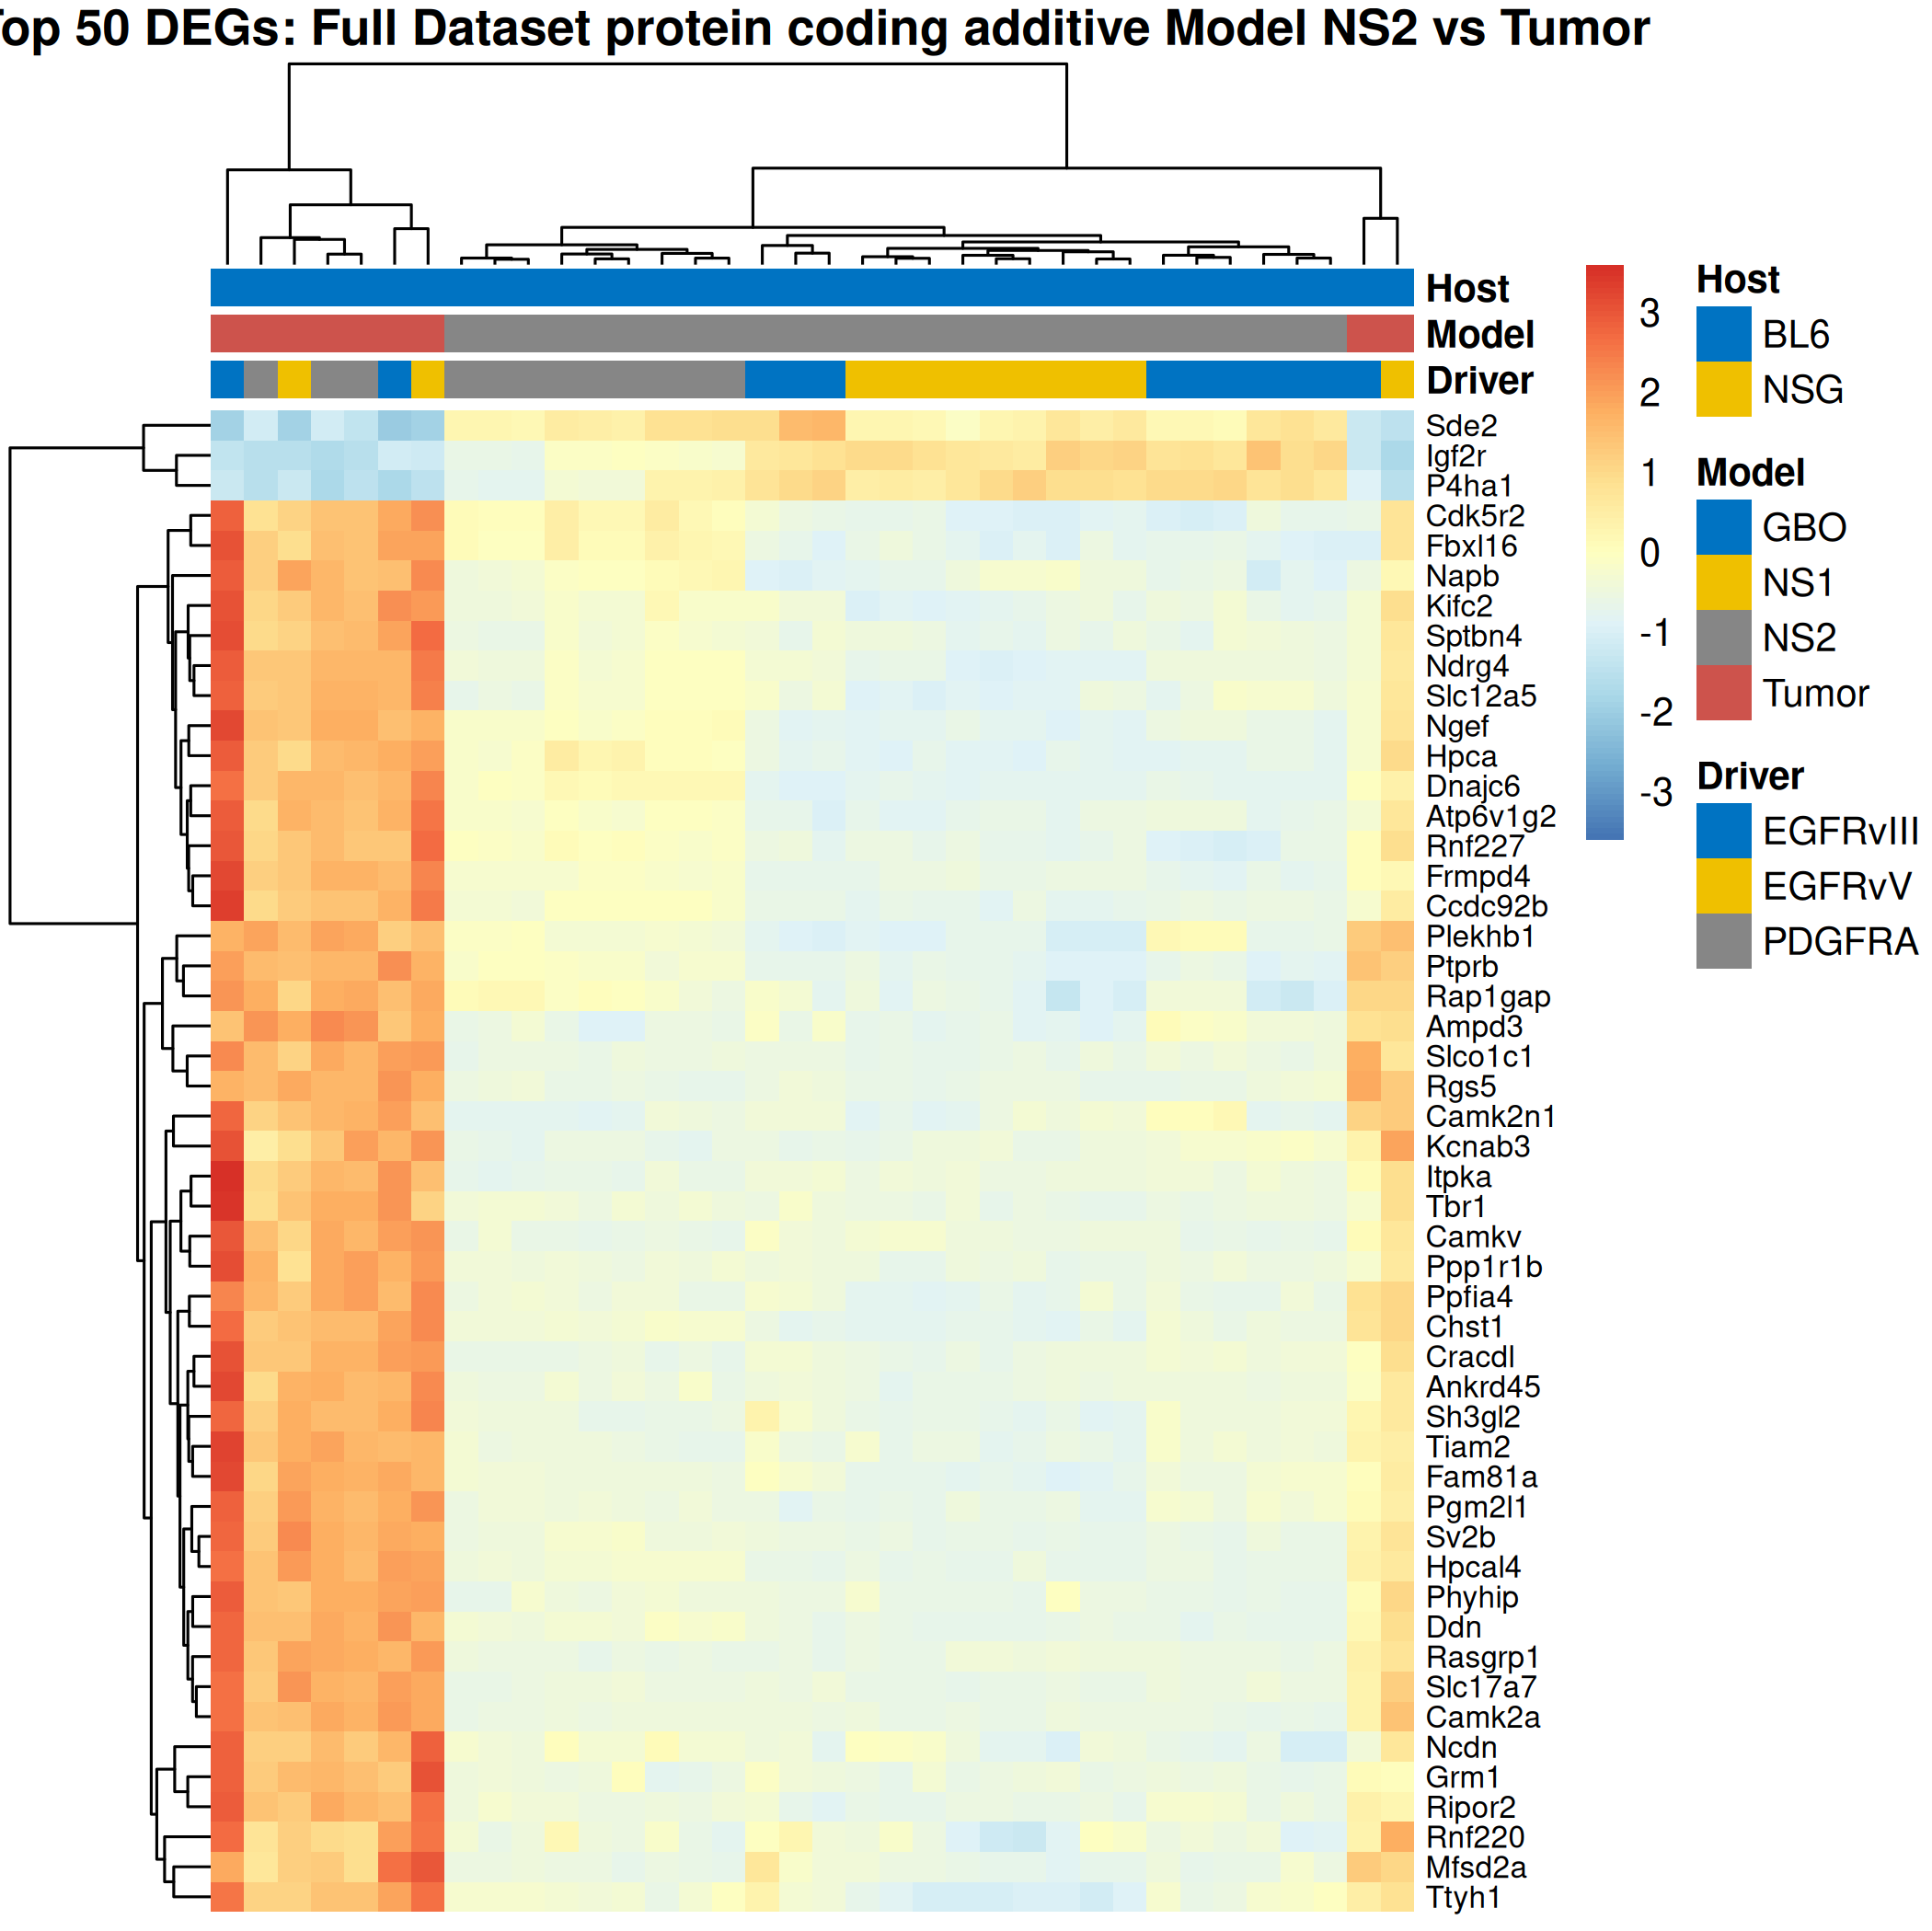 op 50 DEGs: Full Dataset protein coding additive Model NS2 vs Tumor
Host
Model
Driver
Sde2
Igf2r
P4ha1
Cdk5r2
Fbxl16
Napb
Kifc2
Sptbn4
Ndrg4
Slc12a5
Ngef
Hpca
Dnajc6
Atp6v1g2
Rnf227
Frmpd4
Ccdc92b
Plekhb1
Ptprb
Rap1gap
Ampd3
Slco1c1
Rgs5
Camk2n1
Kcnab3
Itpka
Tbr1
Camkv
Ppp1r1b
Ppfia4
Chst1
Cracdl
Ankrd45
Sh3gl2
Tiam2
Fam81a
Pgm2l1
Sv2b
Hpcal4
Phyhip
Ddn
Rasgrp1
Slc17a7
Camk2a
Ncdn
Grm1
Ripor2
Rnf220
Mfsd2a
Ttyh1
3
2
1
0
-1
-2
-3
Host
BL6
NSG
Model
GBO
NS1
NS2
Tumor
Driver
EGFRvIII
EGFRvV
PDGFRA